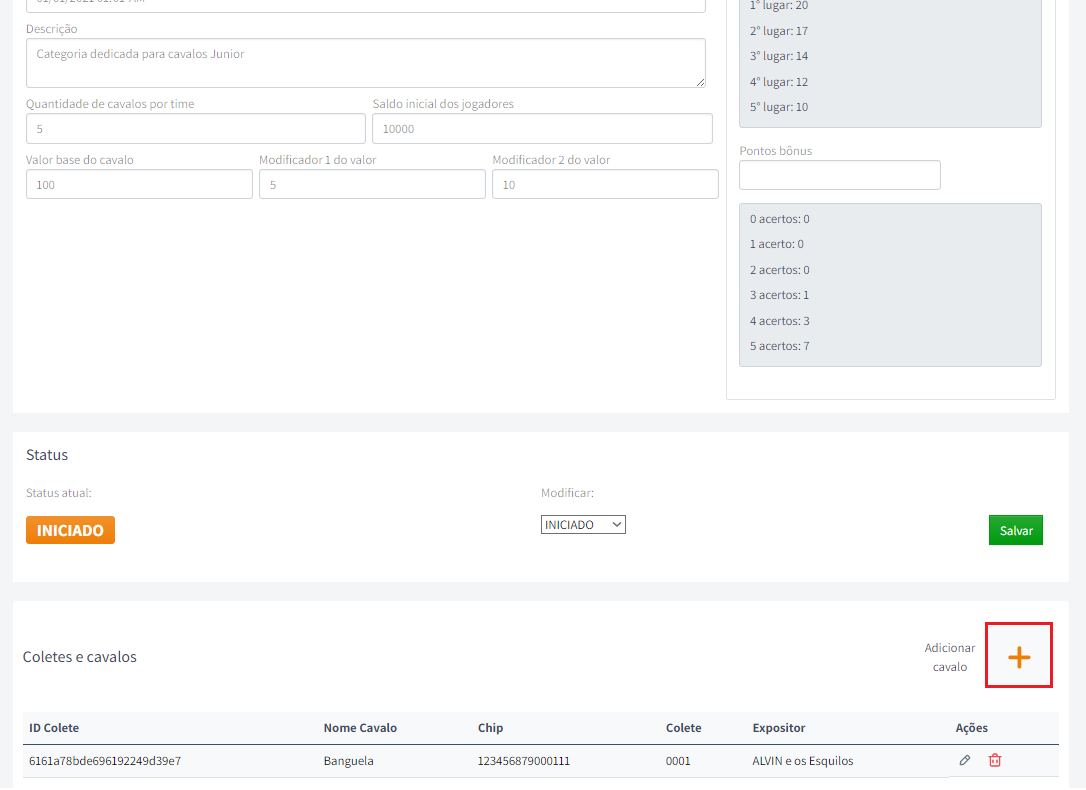 Descrição
Categoria dedicada para cavalos Junior
Quantidade de cavalos por time
Saldo inicial dos jogadores
5
10000
Valor base do cavalo
Modificador 1 do valor
Modificador 2 do valor
100
5
10
1° lugar: 20
2° lugar: 17
3° lugar: 14
4° lugar: 12
5° lugar: 10
Pontos bônus
0 acertos: 0
1 acerto: 0
2 acertos: 0
3 acertos: 1
4 acertos: 3
5 acertos: 7
Status
Status atual:
Modificar:
INICIADO
INICIADO
Salvar
Coletes e cavalos
Adicionar
cavalo
ID Colete Nome Cavalo Chip Colete Expositor Ações
6161a78bde696192249d39e7 Banguela 123456879000111 0001 ALVIN e os Esquilos